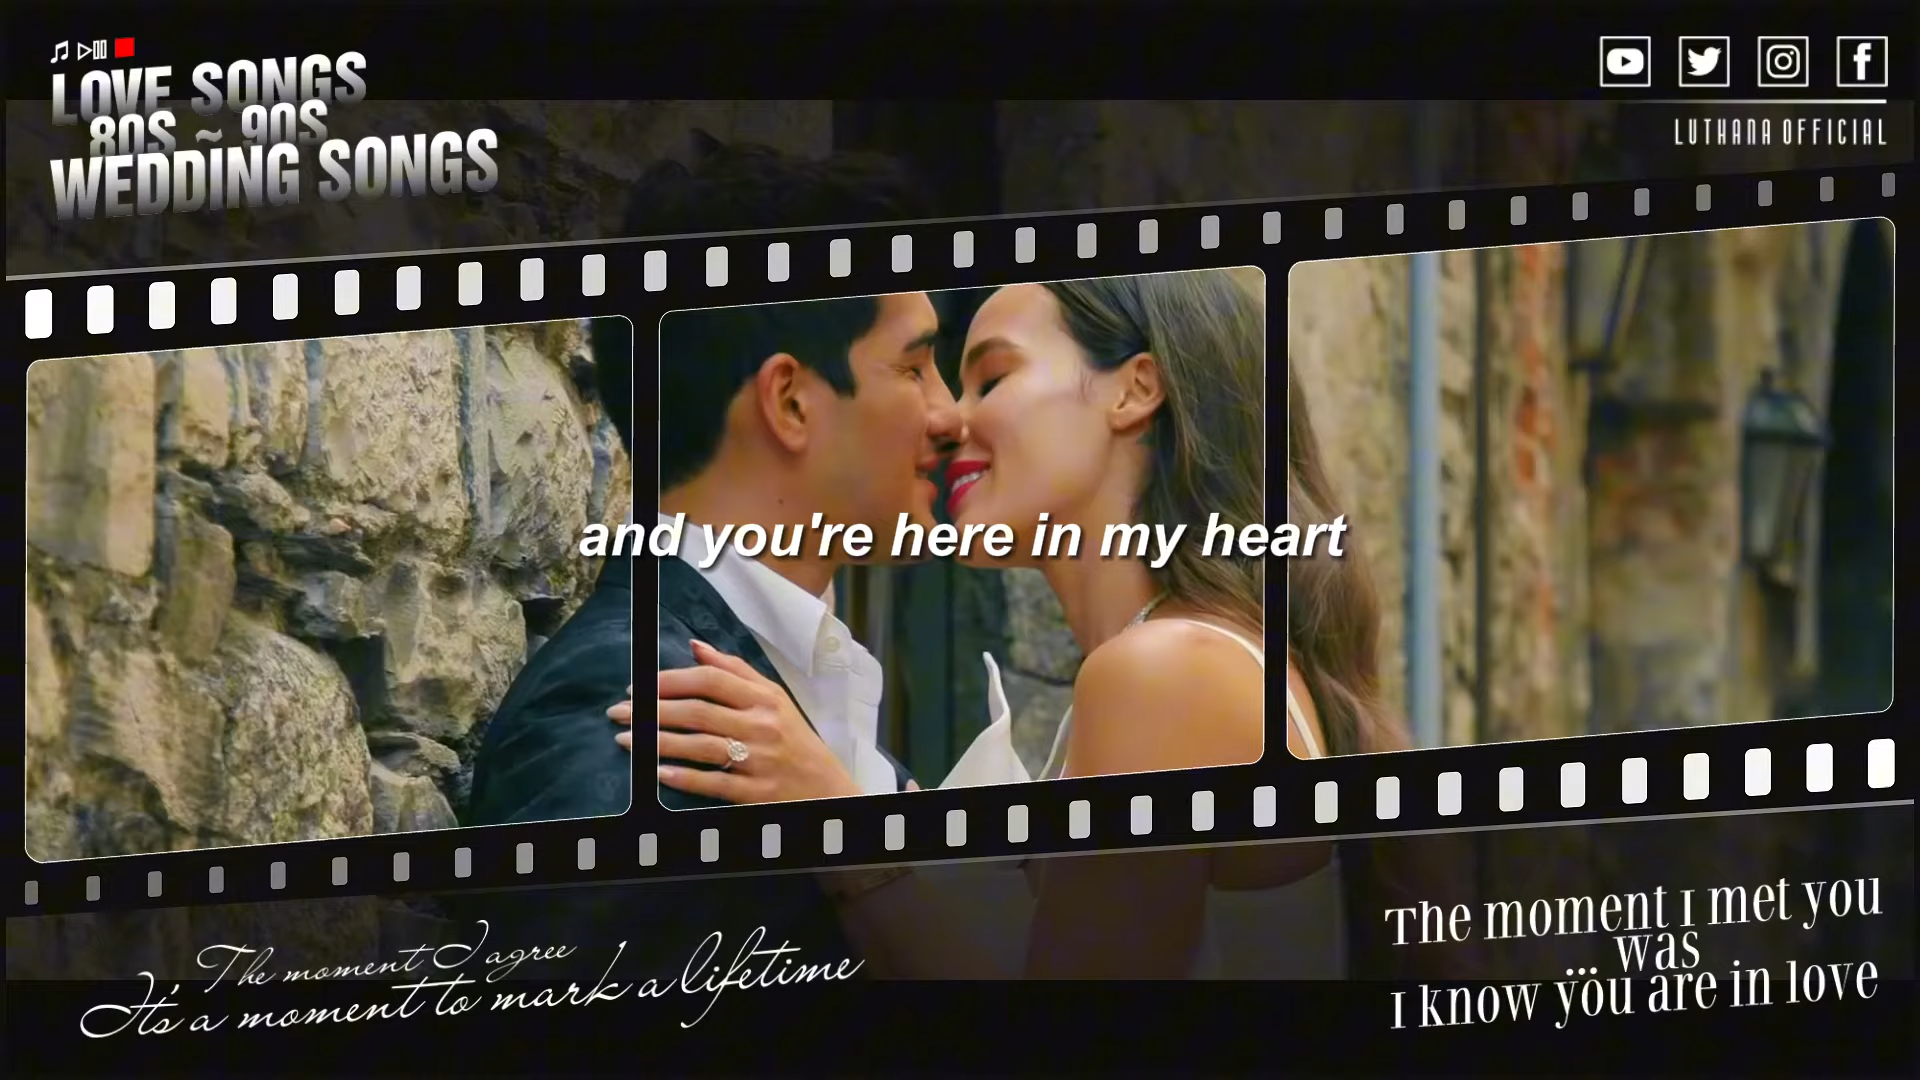 LOVE SONGS
80S ~ 90S
WEDDING SONGS
LUTHANA OFFICIAL
and you're here in my heart
The moment I agree
It's a moment to mark a lifetime
The moment I met you
was
I know you are in love